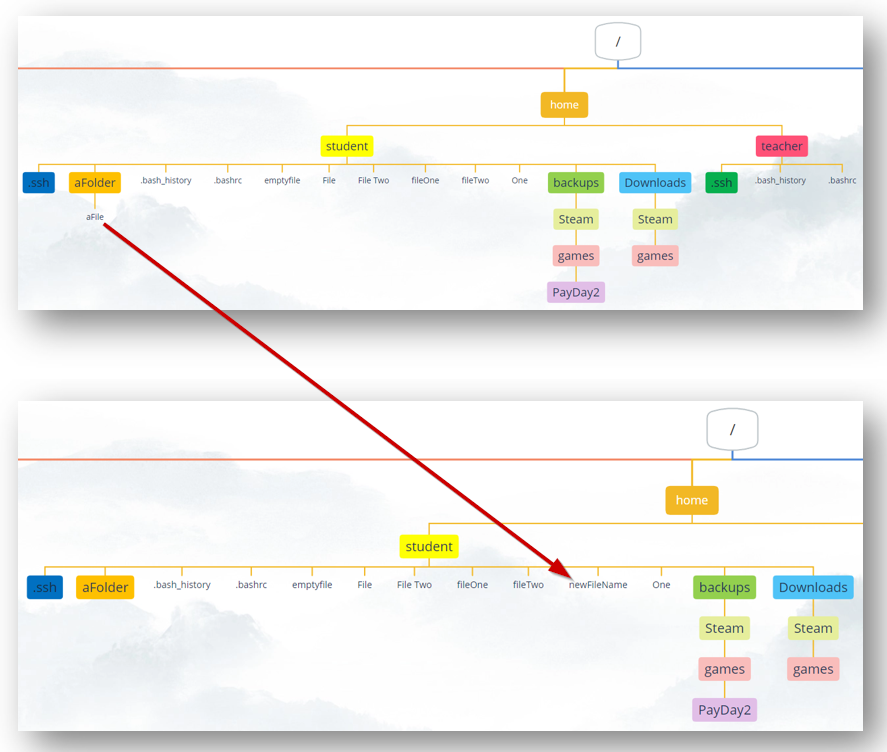 /
home
student teacher
.ssh aFolder .bash_history .bashrc emptyfile File File Two fileOne fileTwo One backups Downloads .ssh .bash_history .bashrc
aFile Steam Steam
games games
PayDay2
/
home
student
.ssh aFolder .bash_history .bashrc emptyfile File File Two fileOne fileTwo newFileName One backups Downloads
Steam Steam
games games
PayDay2